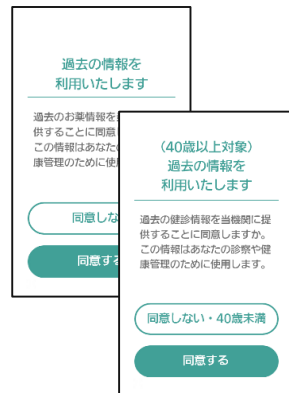 過去の情報を
利用いたします
過去のお薬情報を
供することに同意
この情報はあなた
康管理のために使
同意しな
同意す
（40歳以上対象）
過去の情報を
利用いたします
過去の健診情報を当機関に提
供することに同意しますか。
この情報はあなたの診察や健
康管理のために使用します。
同意しない・40歳未満
同意する